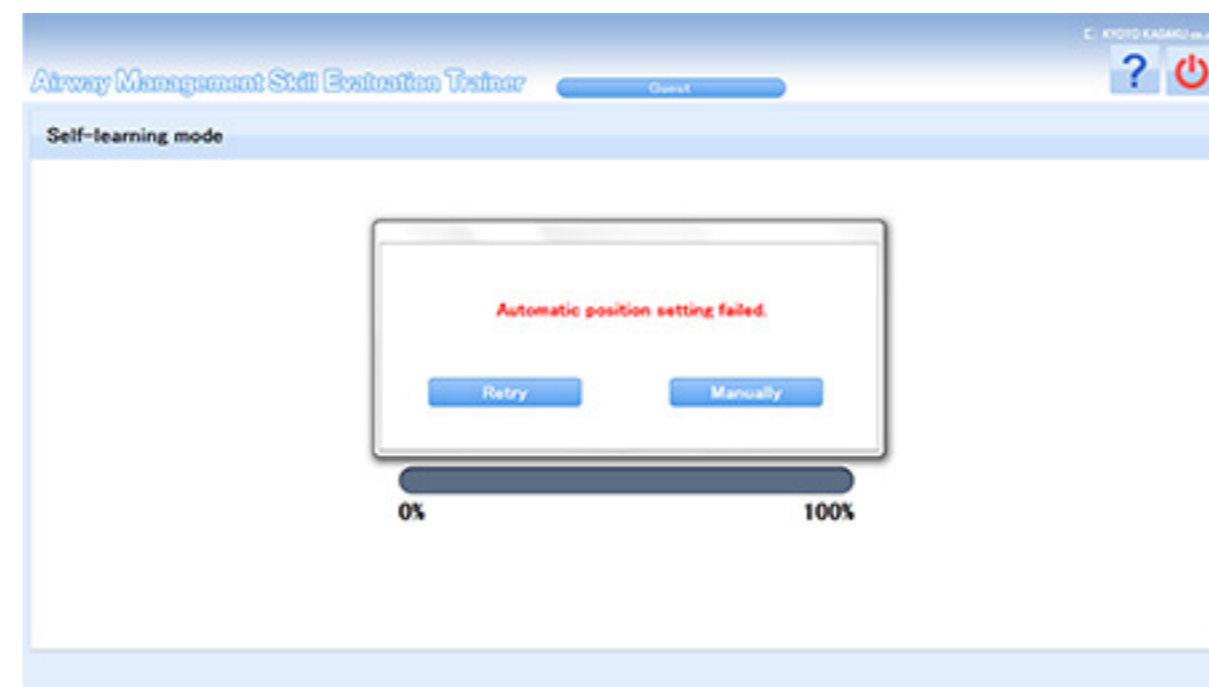 KYOTO KAGAKU co.,
Airway Management Skill Evaluation Trainer
Guest
?
Self-learning mode
Automatic position setting failed.
Retry
Manually
0%
100%